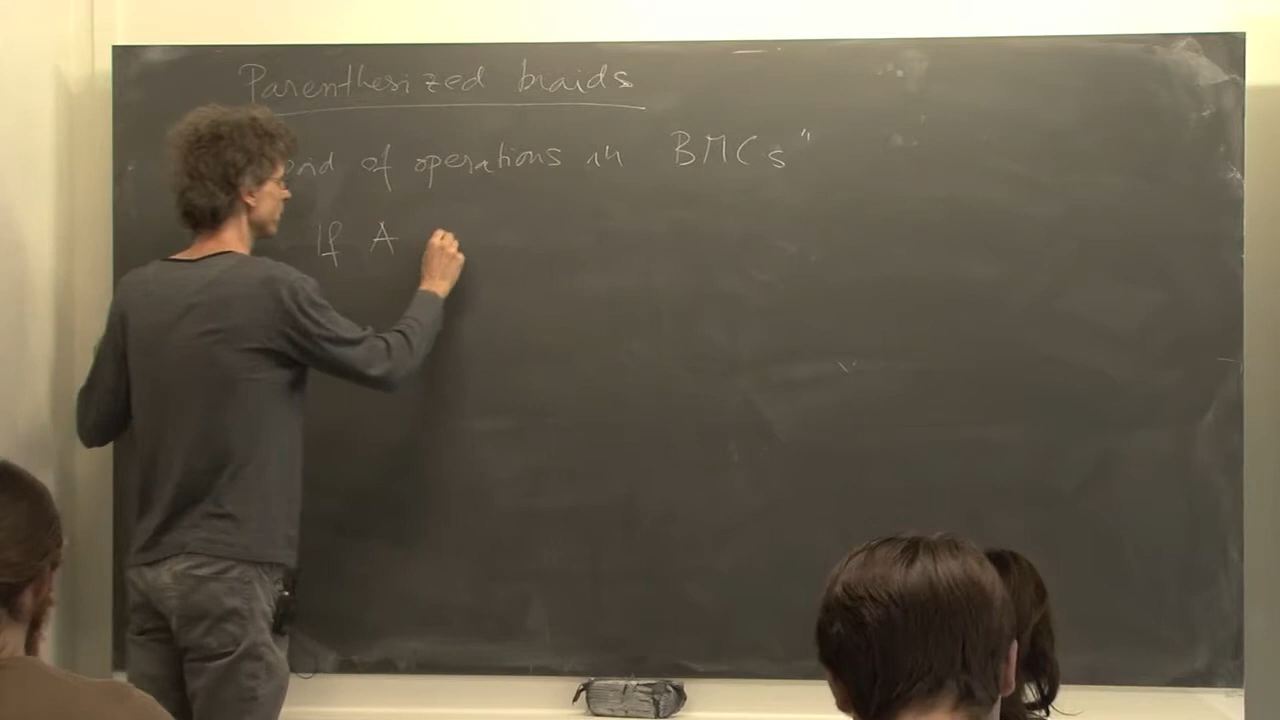 Parenthesized braids
of operations in BMCs"
If A